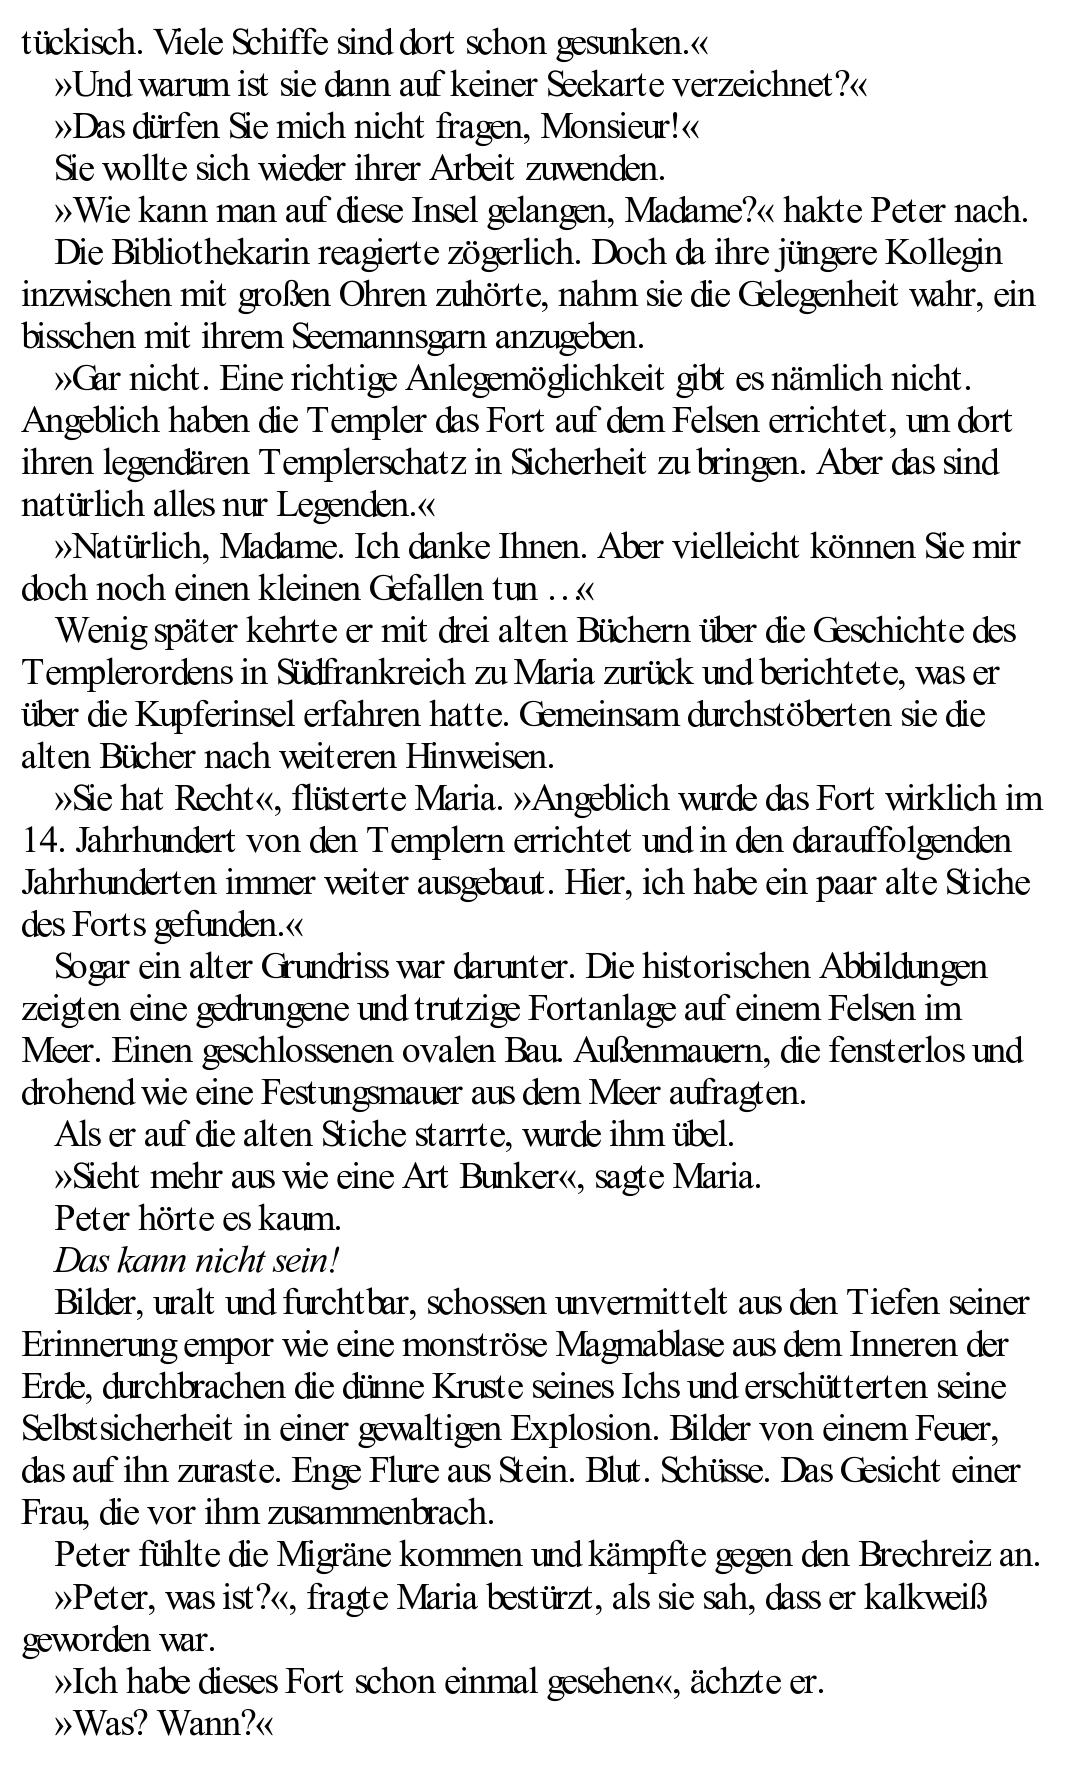 tückisch. Viele Schiffe sind dort schon gesunken.«
»Und warum ist sie dann auf keiner Seekarte verzeichnet?«
»Das dürfen Sie mich nicht fragen, Monsieur!«
Sie wollte sich wieder ihrer Arbeit zuwenden.
»Wie kann man auf diese Insel gelangen, Madame?« hakte Peter nach.
Die Bibliothekarin reagierte zögerlich. Doch da ihre jüngere Kollegin
inzwischen mit großen Ohren zuhörte, nahm sie die Gelegenheit wahr, ein
bisschen mit ihrem Seemannsgarn anzugeben.
»Gar nicht. Eine richtige Anlegemöglichkeit gibt es nämlich nicht.
Angeblich haben die Templer das Fort auf dem Felsen errichtet, um dort
ihren legendären Templerschatz in Sicherheit zu bringen. Aber das sind
natürlich alles nur Legenden.«
»Natürlich, Madame. Ich danke Ihnen. Aber vielleicht können Sie mir
doch noch einen kleinen Gefallen tun …«
Wenig später kehrte er mit drei alten Büchern über die Geschichte des
Templerordens in Südfrankreich zu Maria zurück und berichtete, was er
über die Kupferinsel erfahren hatte. Gemeinsam durchstöberten sie die
alten Bücher nach weiteren Hinweisen.
»Sie hat Recht«, flüsterte Maria. »Angeblich wurde das Fort wirklich im
14. Jahrhundert von den Templern errichtet und in den darauffolgenden
Jahrhunderten immer weiter ausgebaut. Hier, ich habe ein paar alte Stiche
des Forts gefunden.«
Sogar ein alter Grundriss war darunter. Die historischen Abbildungen
zeigten eine gedrungene und trutzige Fortanlage auf einem Felsen im
Meer. Einen geschlossenen ovalen Bau. Außenmauern, die fensterlos und
drohend wie eine Festungsmauer aus dem Meer aufragten.
Als er auf die alten Stiche starrte, wurde ihm übel.
»Sieht mehr aus wie eine Art Bunker«, sagte Maria.
Peter hörte es kaum.
Das kann nicht sein!
Bilder, uralt und furchtbar, schossen unvermittelt aus den Tiefen seiner
Erinnerung empor wie eine monströse Magmablase aus dem Inneren der
Erde, durchbrachen die dünne Kruste seines Ichs und erschütterten seine
Selbstsicherheit in einer gewaltigen Explosion. Bilder von einem Feuer,
das auf ihn zuraste. Enge Flure aus Stein. Blut. Schüsse. Das Gesicht einer
Frau, die vor ihm zusammenbrach.
Peter fühlte die Migräne kommen und kämpfte gegen den Brechreiz an.
»Peter, was ist?«, fragte Maria bestürzt, als sie sah, dass er kalkweiß
geworden war.
»Ich habe dieses Fort schon einmal gesehen«, ächzte er.
»Was? Wann?«